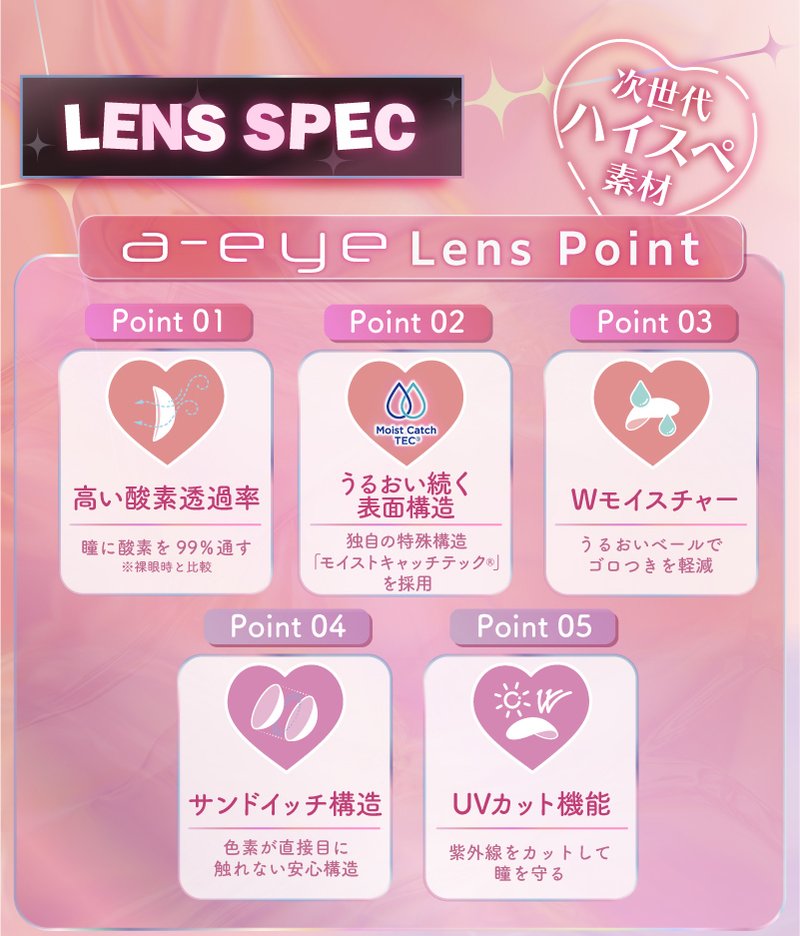 LENS SPEC
次世代
ハイスペ
素材
a-eye Lens Point
Point 01
高い酸素透過率
瞳に酸素を99%通す
※裸眼時と比較
Point 02
Moist Catch
TEC®
うるおい続く
表面構造
独自の特殊構造
「モイストキャッチテック®」
を採用
Point 03
Wモイスチャー
うるおいベールで
ゴロつきを軽減
Point 04
サンドイッチ構造
色素が直接目に
触れない安心構造
Point 05
UVカット機能
紫外線をカットして
瞳を守る